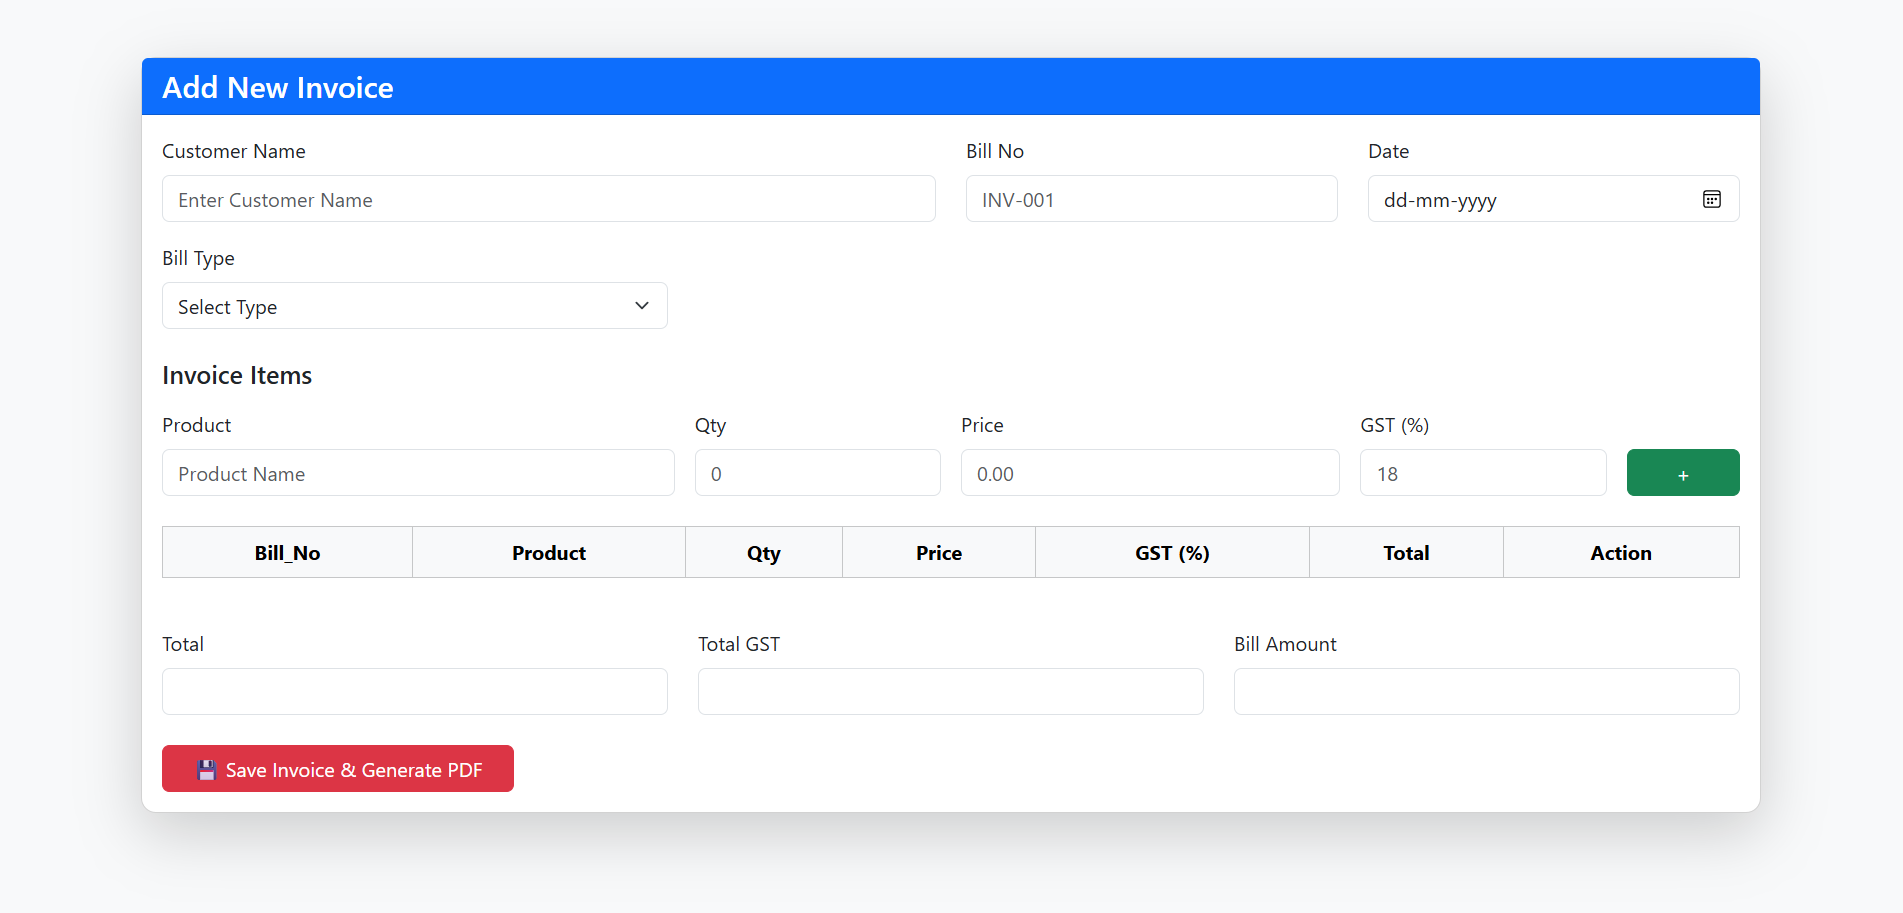 Add New Invoice
Customer Name Bill No Date
Enter Customer Name INV-001 dd-mm-yyyy
Bill Type
Select Type
Invoice Items
Product Qty Price GST (%)
Product Name 0 0.00 18 +
Bill_No Product Qty Price GST (%) Total Action
Total Total GST Bill Amount
💾 Save Invoice & Generate PDF